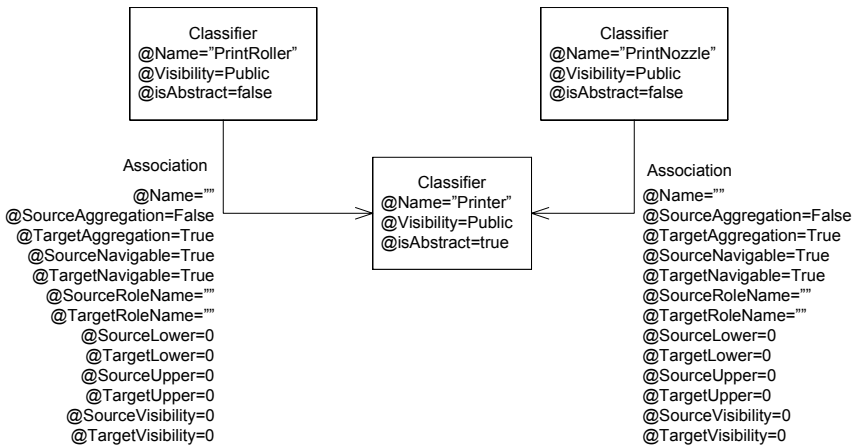 Classifier
@Name=”PrintRoller”
@Visibility=Public
@isAbstract=false
Classifier
@Name=”PrintNozzle”
@Visibility=Public
@isAbstract=false
Classifier
@Name=”Printer”
@Visibility=Public
@isAbstract=true
Association
@Name=””
@SourceAggregation=False
@TargetAggregation=True
@SourceNavigable=True
@TargetNavigable=True
@SourceRoleName=””
@TargetRoleName=””
@SourceLower=0
@TargetLower=0
@SourceUpper=0
@TargetUpper=0
@SourceVisibility=0
@TargetVisibility=0
Association
@Name=””
@SourceAggregation=False
@TargetAggregation=True
@SourceNavigable=True
@TargetNavigable=True
@SourceRoleName=””
@TargetRoleName=””
@SourceLower=0
@TargetLower=0
@SourceUpper=0
@TargetUpper=0
@SourceVisibility=0
@TargetVisibility=0